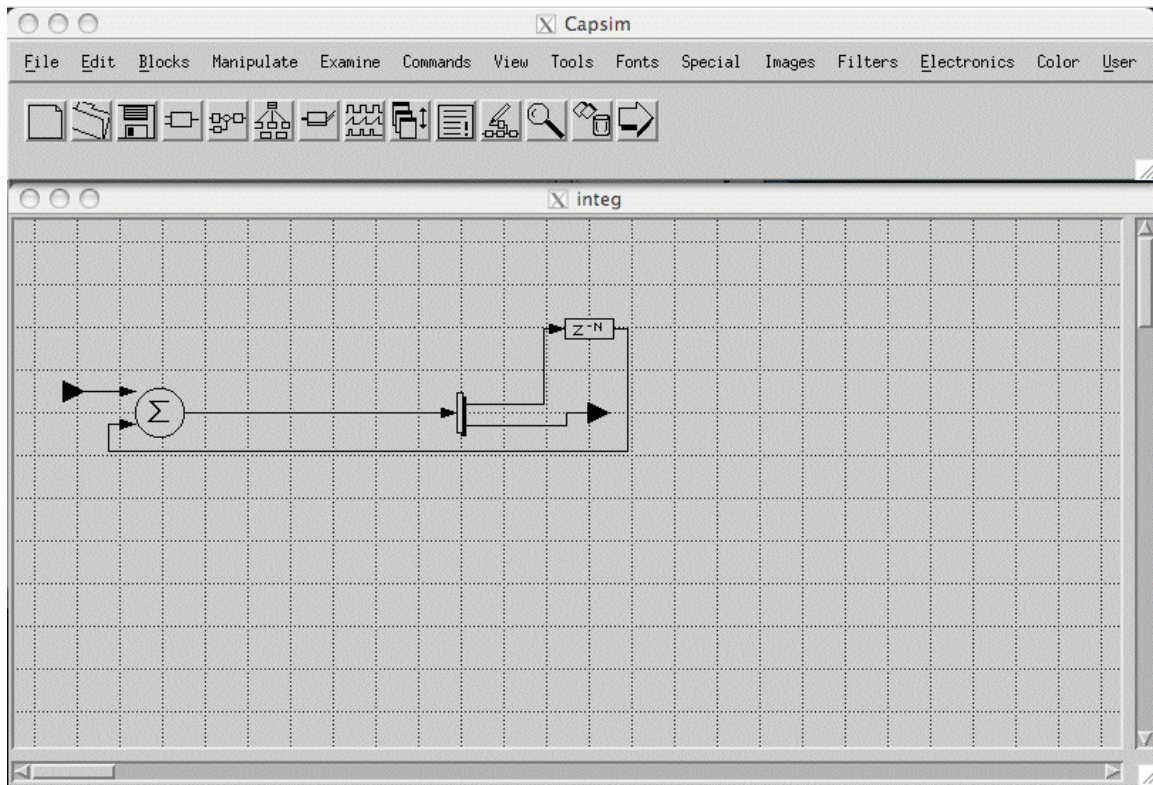 Capsim
File Edit Blocks Manipulate Examine Commands View Tools Fonts Special Images Filters Electronics Color User
integ
Z-N
Σ